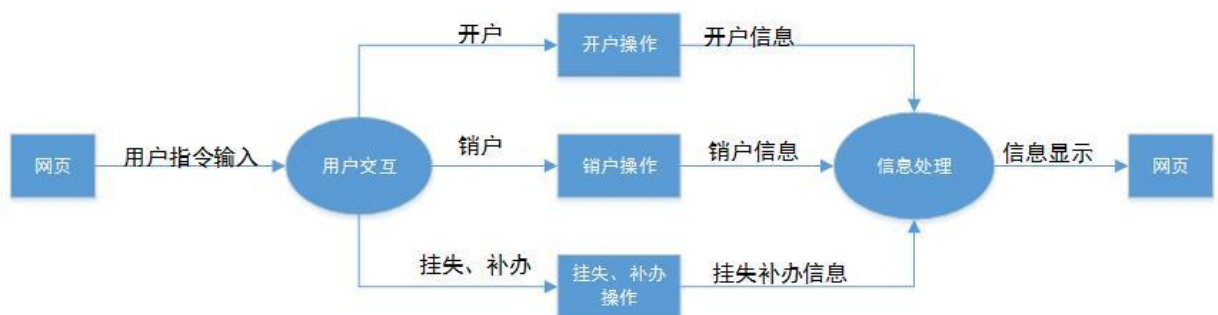 开户
开户操作
开户信息
网页
用户指令输入
用户交互
销户
销户操作
销户信息
信息处理
信息显示
网页
挂失、补办
挂失、补办
操作
挂失补办信息